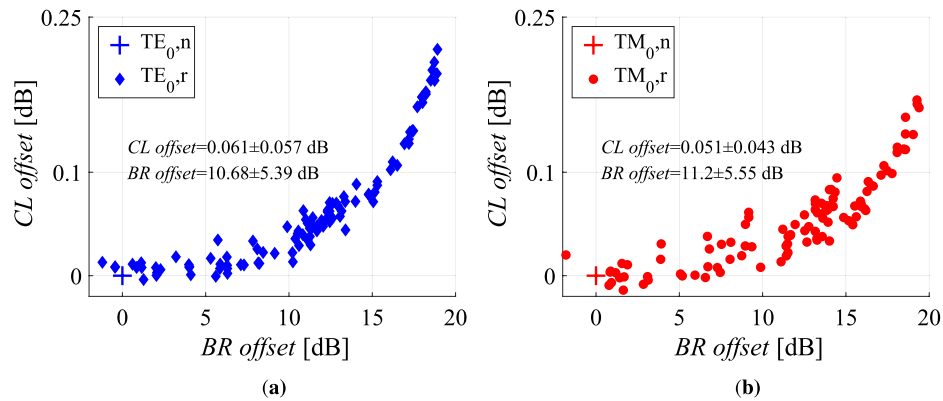 0.25
0.1
0
CL offset [dB]
TE0,n
TE0,r
CL offset=0.061±0.057 dB
BR offset=10.68±5.39 dB
0 5 10 15 20
BR offset [dB]
(a)
0.25
0.1
0
CL offset [dB]
TM0,n
TM0,r
CL offset=0.051±0.043 dB
BR offset=11.2±5.55 dB
0 5 10 15 20
BR offset [dB]
(b)